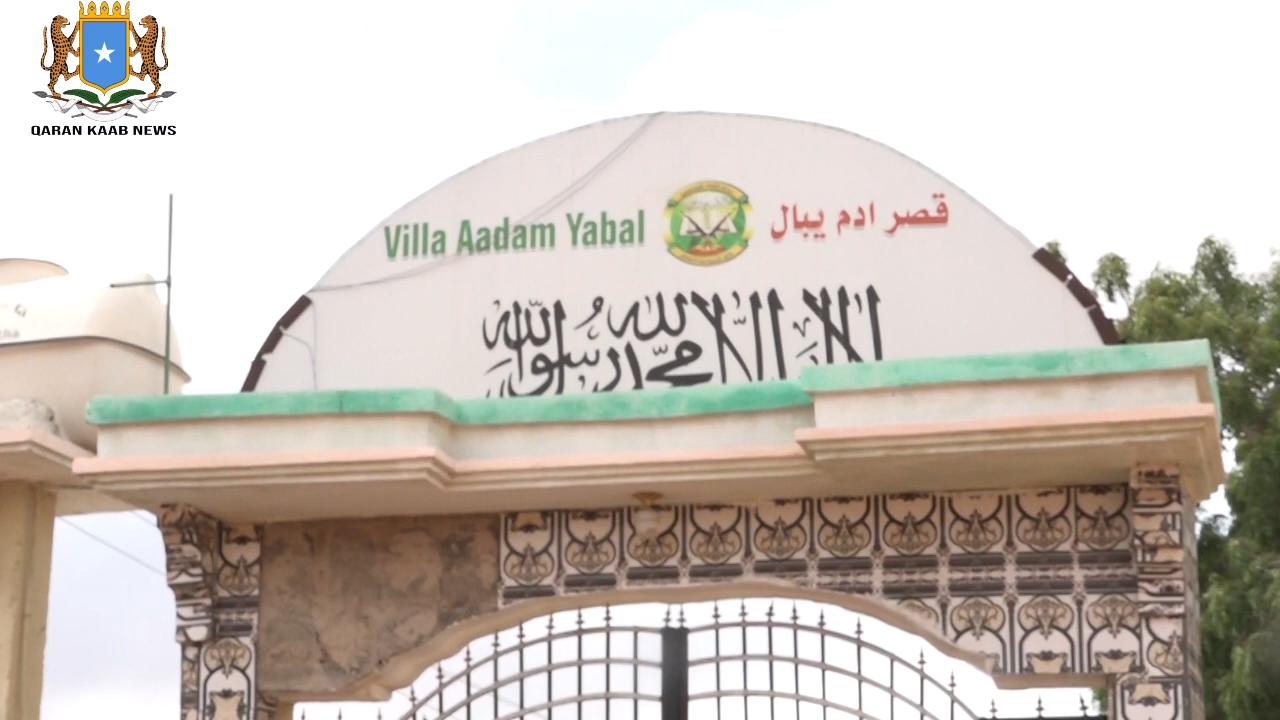 QARAN KAAB NEWS
Villa Aadam Yabal قصر ادم يبال
لا اله الا الله محمد رسول الله